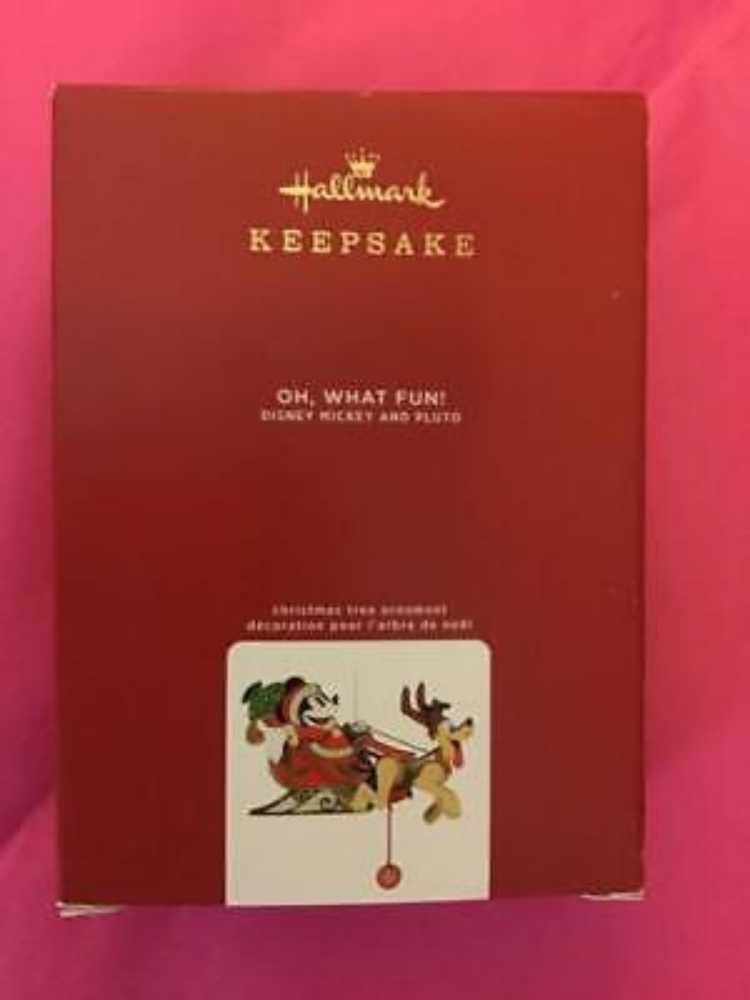 Hallmark
KEEPSAKE
OH, WHAT FUN!
DISNEY MICKEY AND PLUTO
christmas tree ornament
décoration pour l'arbre de noël